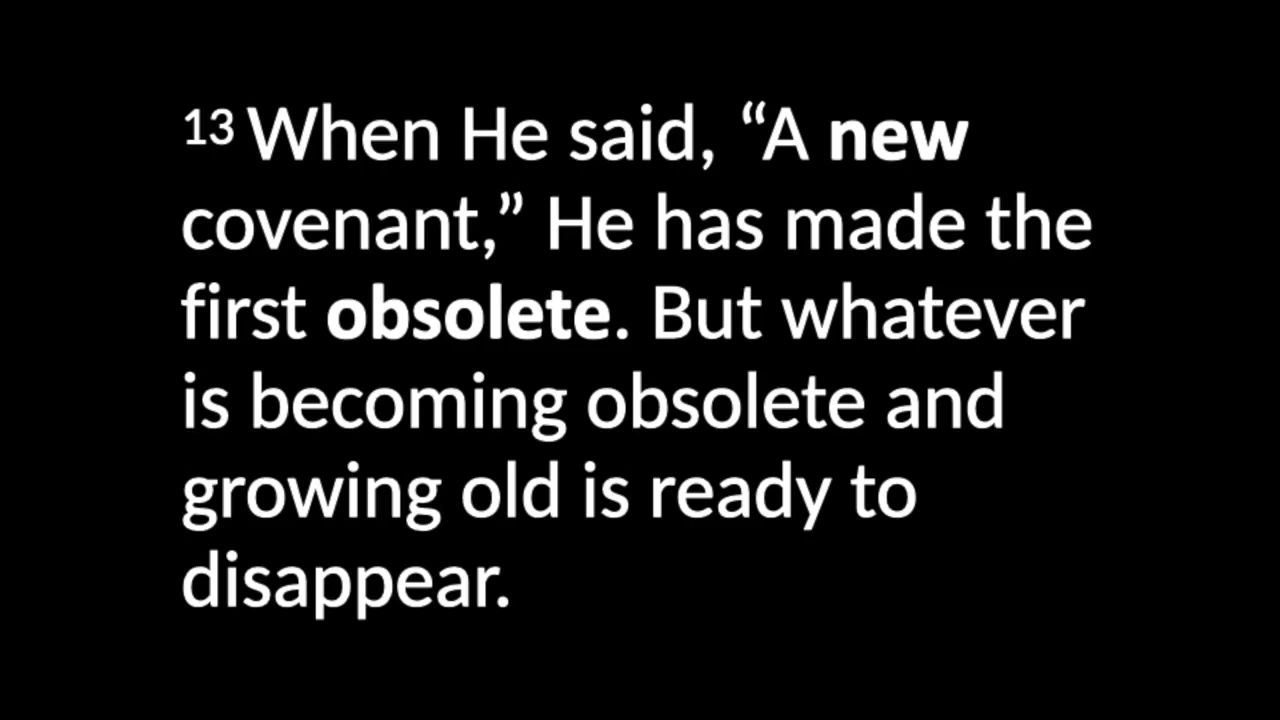 13 When He said, “A new
covenant,” He has made the
first obsolete. But whatever
is becoming obsolete and
growing old is ready to
disappear.